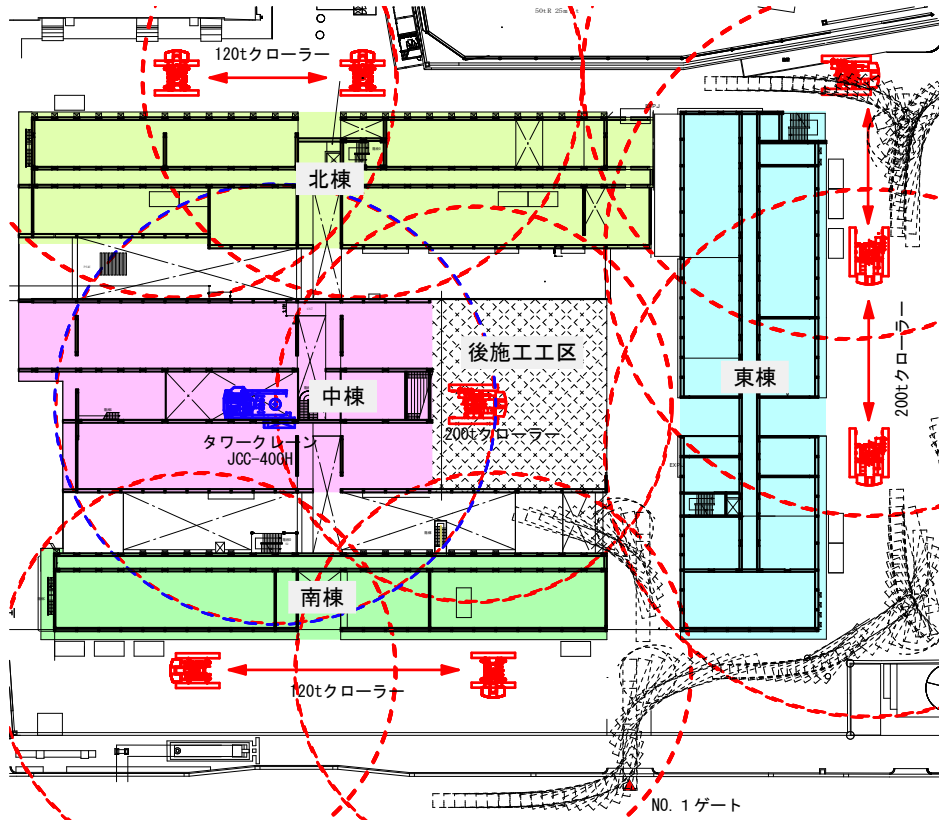 50tR 25m
120tクローラー
北棟
後施工工区
東棟
中棟
200tクローラー
タワークレーン
JCC-400H
200tクローラー
南棟
120tクローラー
NO. 1 ゲート